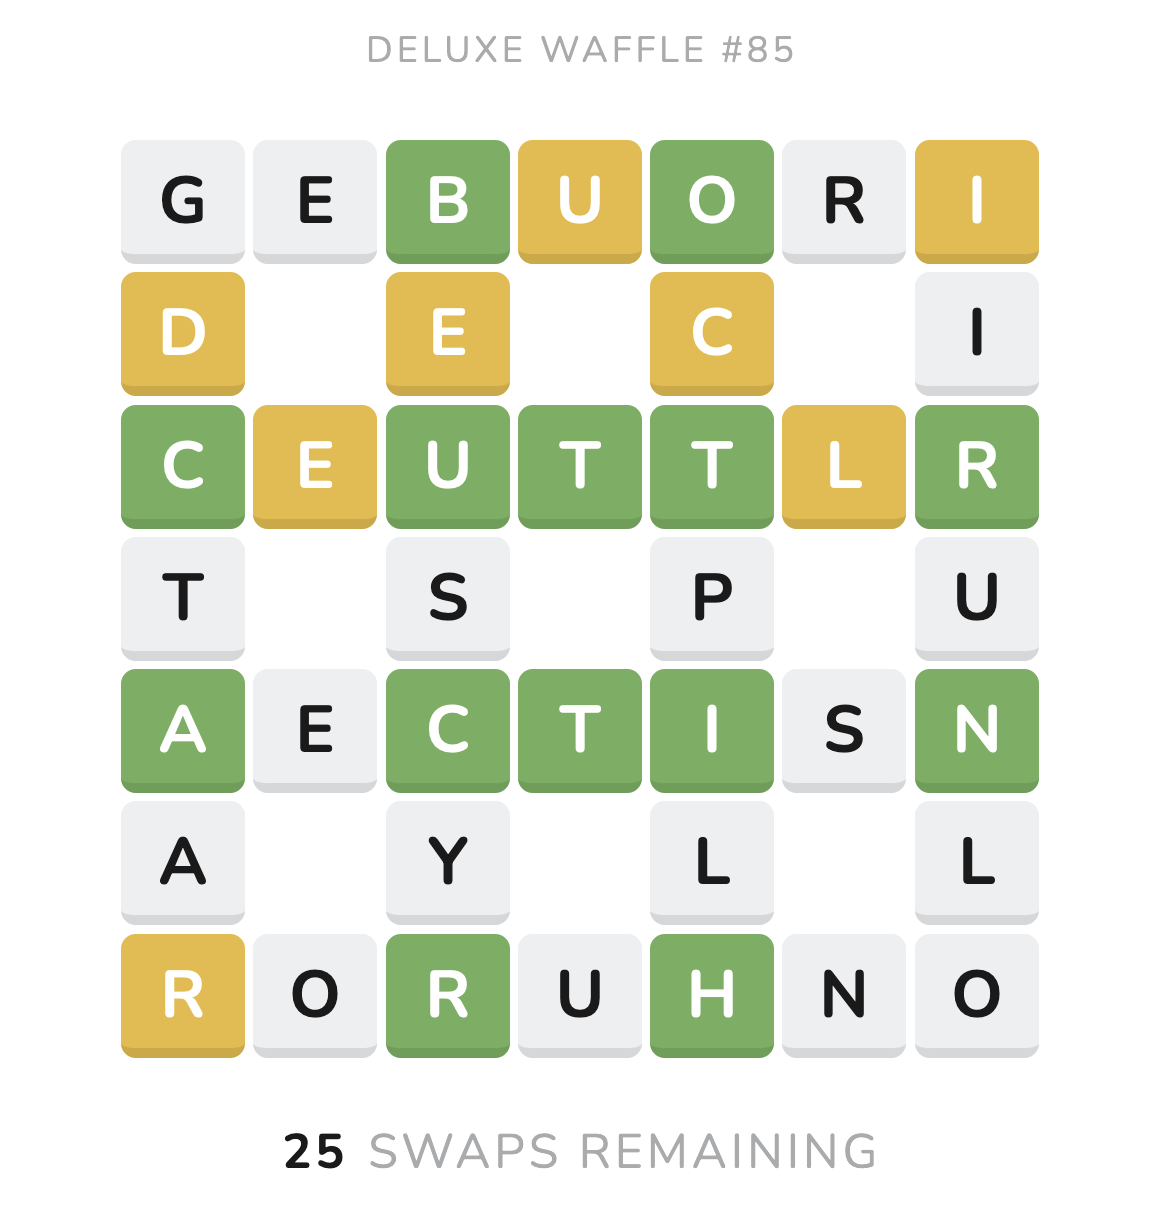 DELUXE WAFFLE #85
G E B U O R I
D E C I
C E U T T L R
T S P U
A E C T I S N
A Y L L
R O R U H N O
25 SWAPS REMAINING